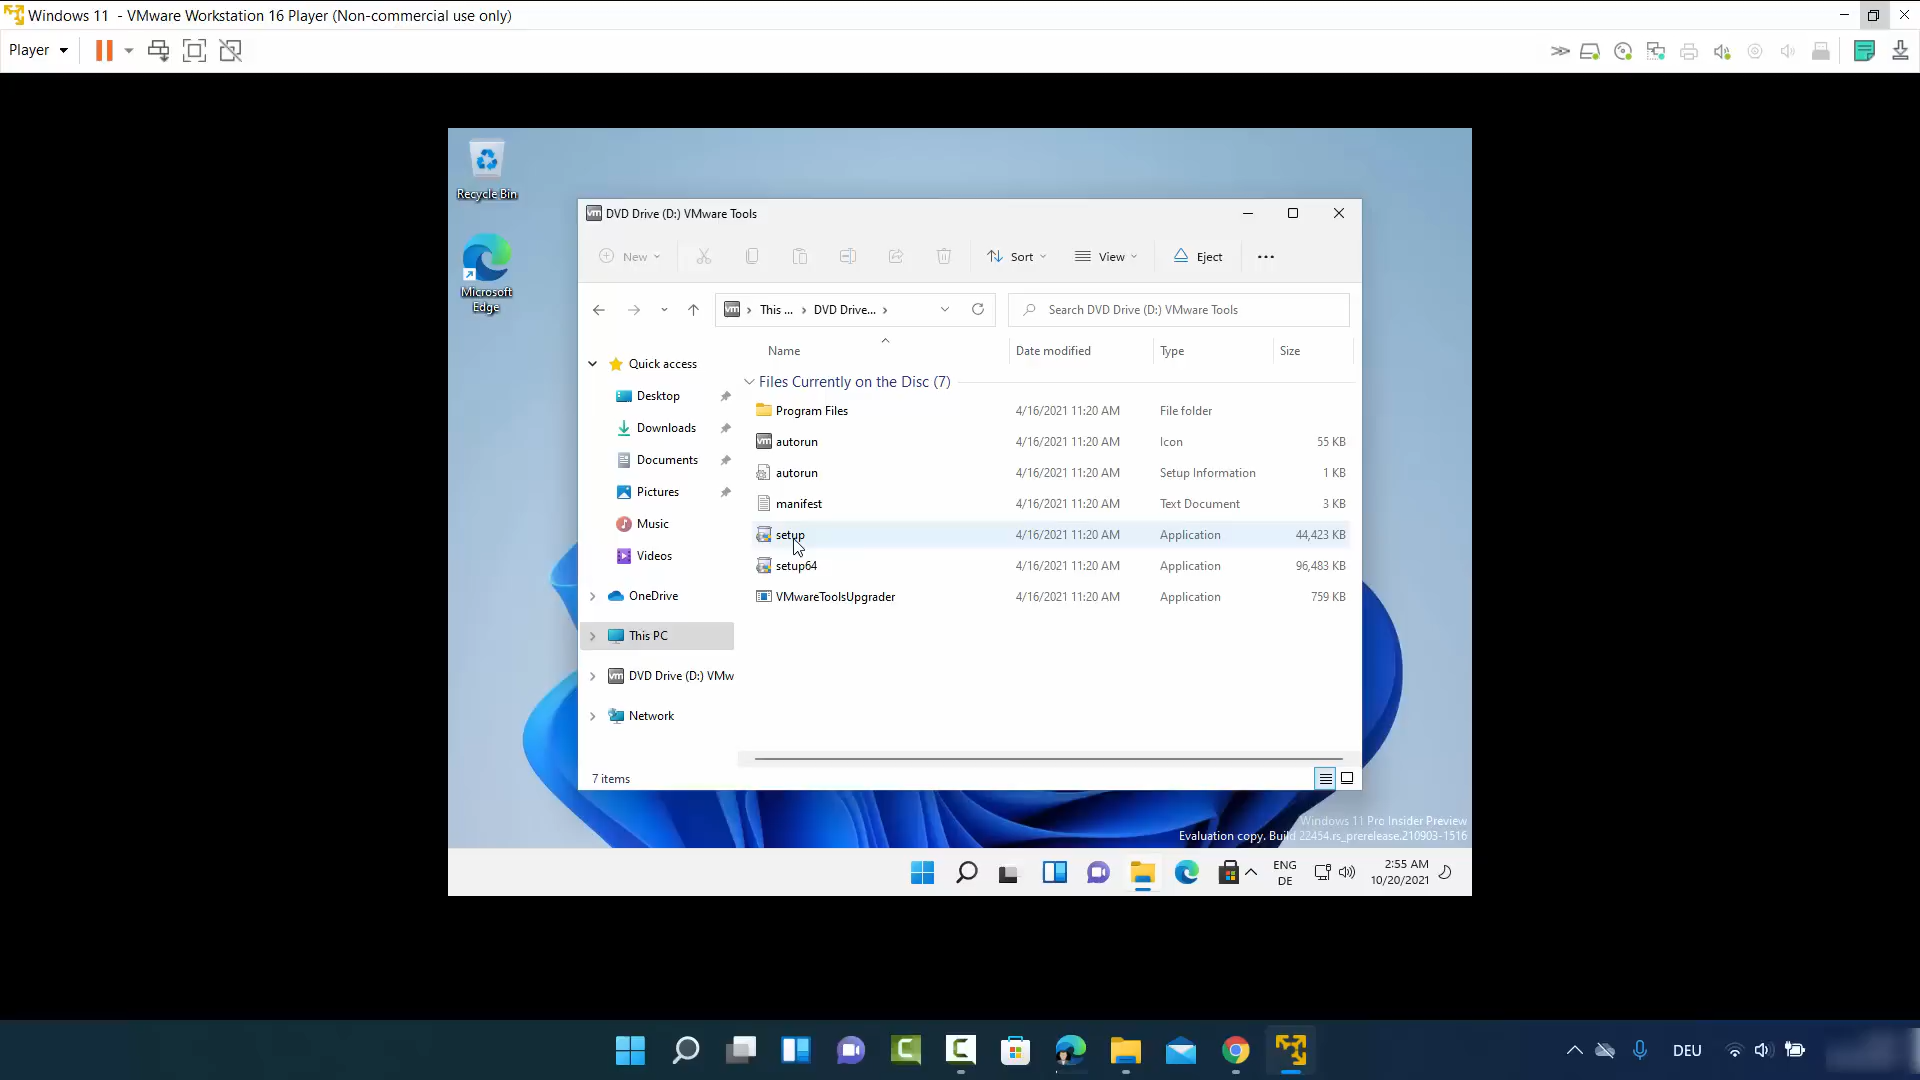 Windows 11 - VMware Workstation 16 Player (Non-commercial use only)
Player
Recycle Bin
Microsoft
Edge
vm DVD Drive (D:) VMware Tools
New
Sort
View
Eject
vm This ... DVD Drive...
Search DVD Drive (D:) VMware Tools
Name Date modified Type Size
Quick access
Desktop
Downloads
Documents
Pictures
Music
Videos
OneDrive
This PC
vm DVD Drive (D:) VMw
Network
Files Currently on the Disc (7)
Program Files 4/16/2021 11:20 AM File folder
vm autorun 4/16/2021 11:20 AM Icon 55 KB
autorun 4/16/2021 11:20 AM Setup Information 1 KB
manifest 4/16/2021 11:20 AM Text Document 3 KB
setup 4/16/2021 11:20 AM Application 44,423 KB
setup64 4/16/2021 11:20 AM Application 96,483 KB
VMwareToolsUpgrader 4/16/2021 11:20 AM Application 759 KB
7 items
Windows 11 Pro Insider Preview
Evaluation copy. Build 22454.rs_prerelease.210903-1516
ENG
DE
2:55 AM
10/20/2021
DEU